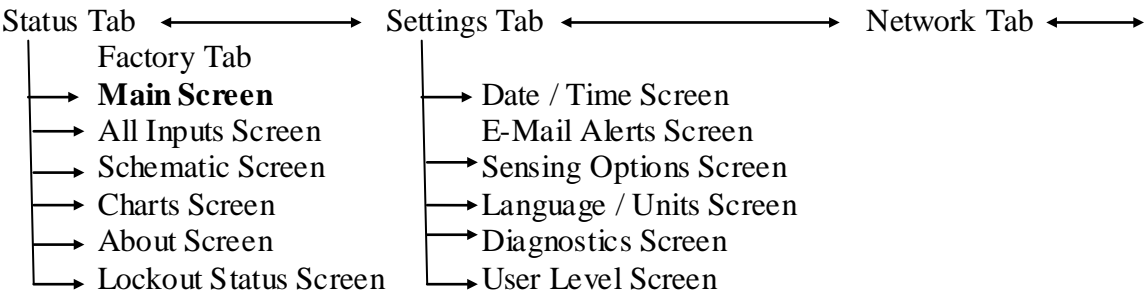 Status Tab Settings Tab Network Tab
Factory Tab
Main Screen Date / Time Screen
All Inputs Screen E-Mail Alerts Screen
Schematic Screen Sensing Options Screen
Charts Screen Language / Units Screen
About Screen Diagnostics Screen
Lockout Status Screen User Level Screen